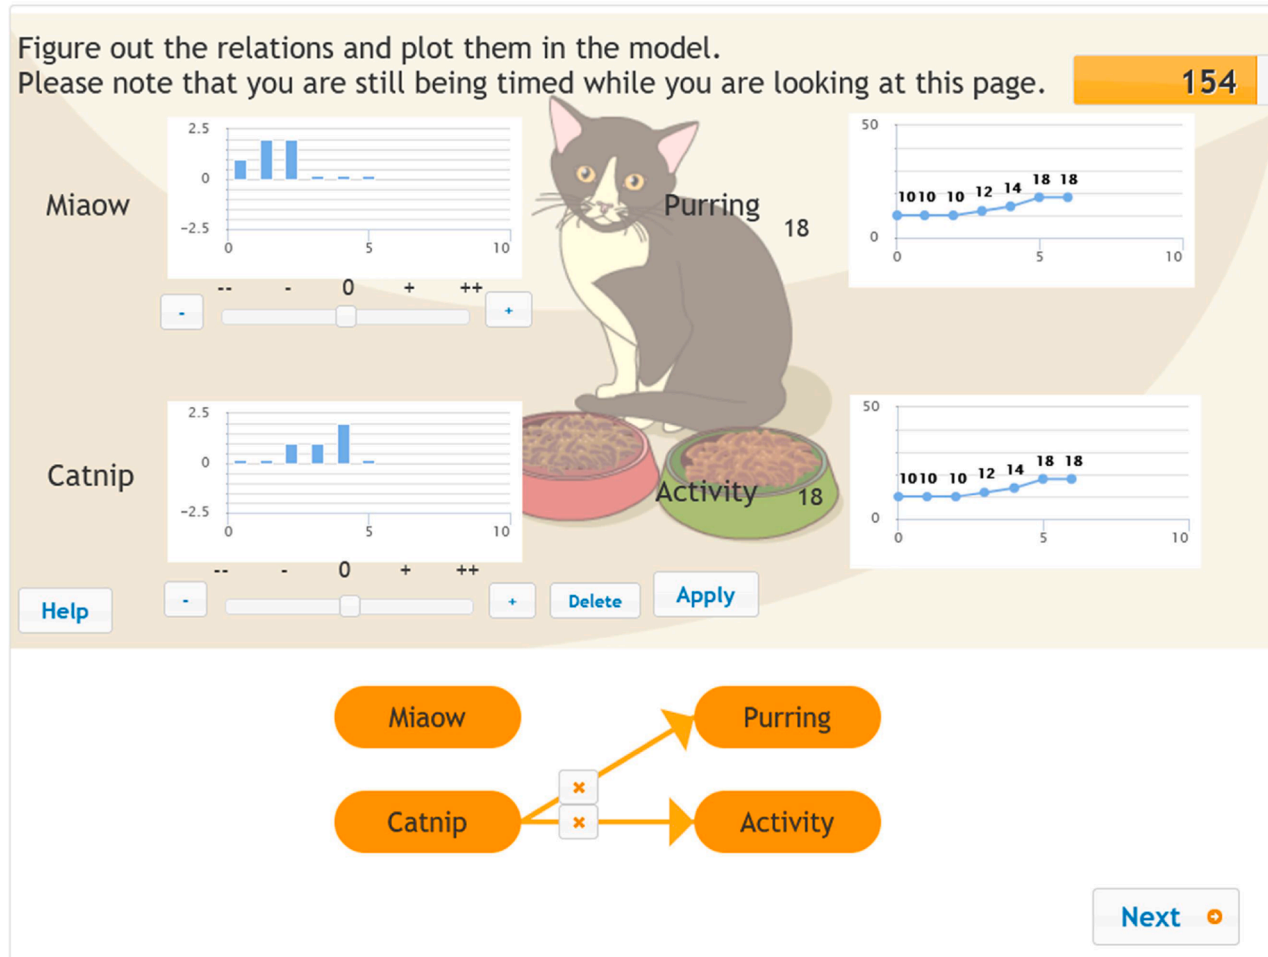 Figure out the relations and plot them in the model.
Please note that you are still being timed while you are looking at this page.
154
2.5
0
-2.5
0 5 10
Miaow
-- - 0 + ++
- +
Purring
18
50
0
10 10 10 12 14 18 18
0 5 10
2.5
0
-2.5
0 5 10
Catnip
-- - 0 + ++
- +
Activity 18
50
0
10 10 10 12 14 18 18
0 5 10
Help
Delete
Apply
Miaow
Purring
Catnip
Activity
Next